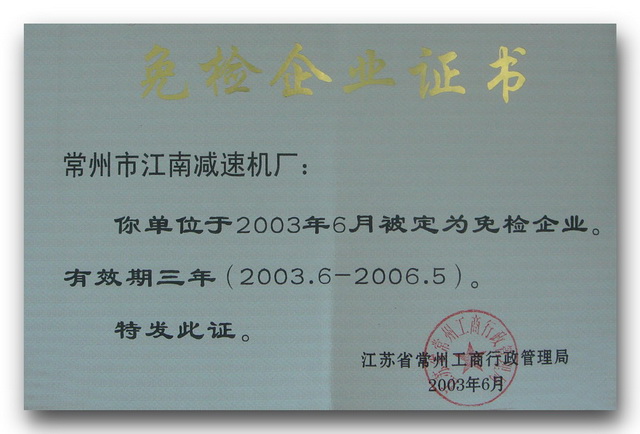 免检企业证书
常州市江南减速机厂：
你单位于2003年6月被定为免检企业。
有效期三年（2003.6-2006.5）。
特发此证。
江苏省常州工商行政管理局
2003年6月